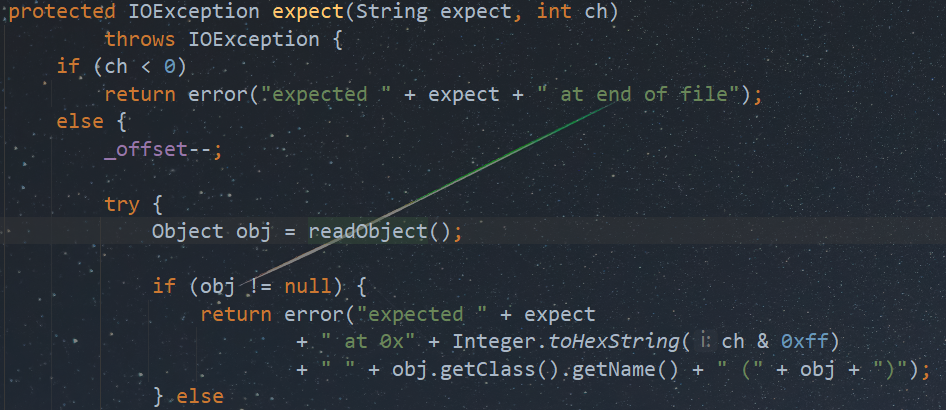 protected IOException expect(String expect, int ch)
        throws IOException {
    if (ch < 0)
        return error("expected " + expect + " at end of file");
    else {
        _offset--;
        try {
            Object obj = readObject();
            if (obj != null) {
                return error("expected " + expect
                        + " at 0x" + Integer.toHexString( i: ch & 0xff)
                        + " " + obj.getClass().getName() + " (" + obj + ")");
            } else